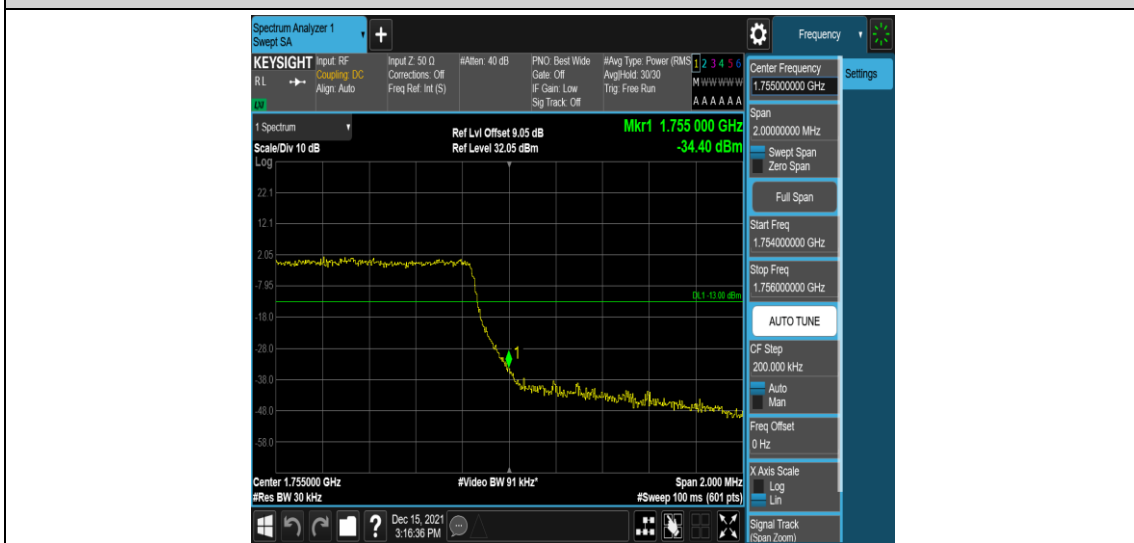 Spectrum Analyzer 1
Swept SA
+
Frequency
KEYSIGHT
RL
LXI
Input: RF
Coupling: DC
Align: Auto
Input Z: 50 Ω
Corrections: Off
Freq Ref: Int (S)
#Atten: 40 dB
PNO: Best Wide
Gate: Off
IF Gain: Low
Sig Track: Off
#Avg Type: Power (RMS
Avg|Hold: 30/30
Trig: Free Run
1 2 3 4 5 6
M W W W W W
A A A A A A
1 Spectrum
Scale/Div 10 dB
Ref Lvl Offset 9.05 dB
Ref Level 32.05 dBm
Mkr1 1.755 000 GHz
-34.40 dBm
Log
22.1
12.1
2.05
-7.95
DL1 -13.00 dBm
-18.0
-28.0
1
-38.0
-48.0
-58.0
Center 1.755000 GHz
#Res BW 30 kHz
#Video BW 91 kHz*
Span 2.000 MHz
#Sweep 100 ms (601 pts)
?
Dec 15, 2021
3:16:36 PM
Center Frequency
1.755000000 GHz
Settings
Span
2.00000000 MHz
Swept Span
Zero Span
Full Span
Start Freq
1.754000000 GHz
Stop Freq
1.756000000 GHz
AUTO TUNE
CF Step
200.000 kHz
Auto
Man
Freq Offset
0 Hz
X Axis Scale
Log
Lin
Signal Track
(Span Zoom)